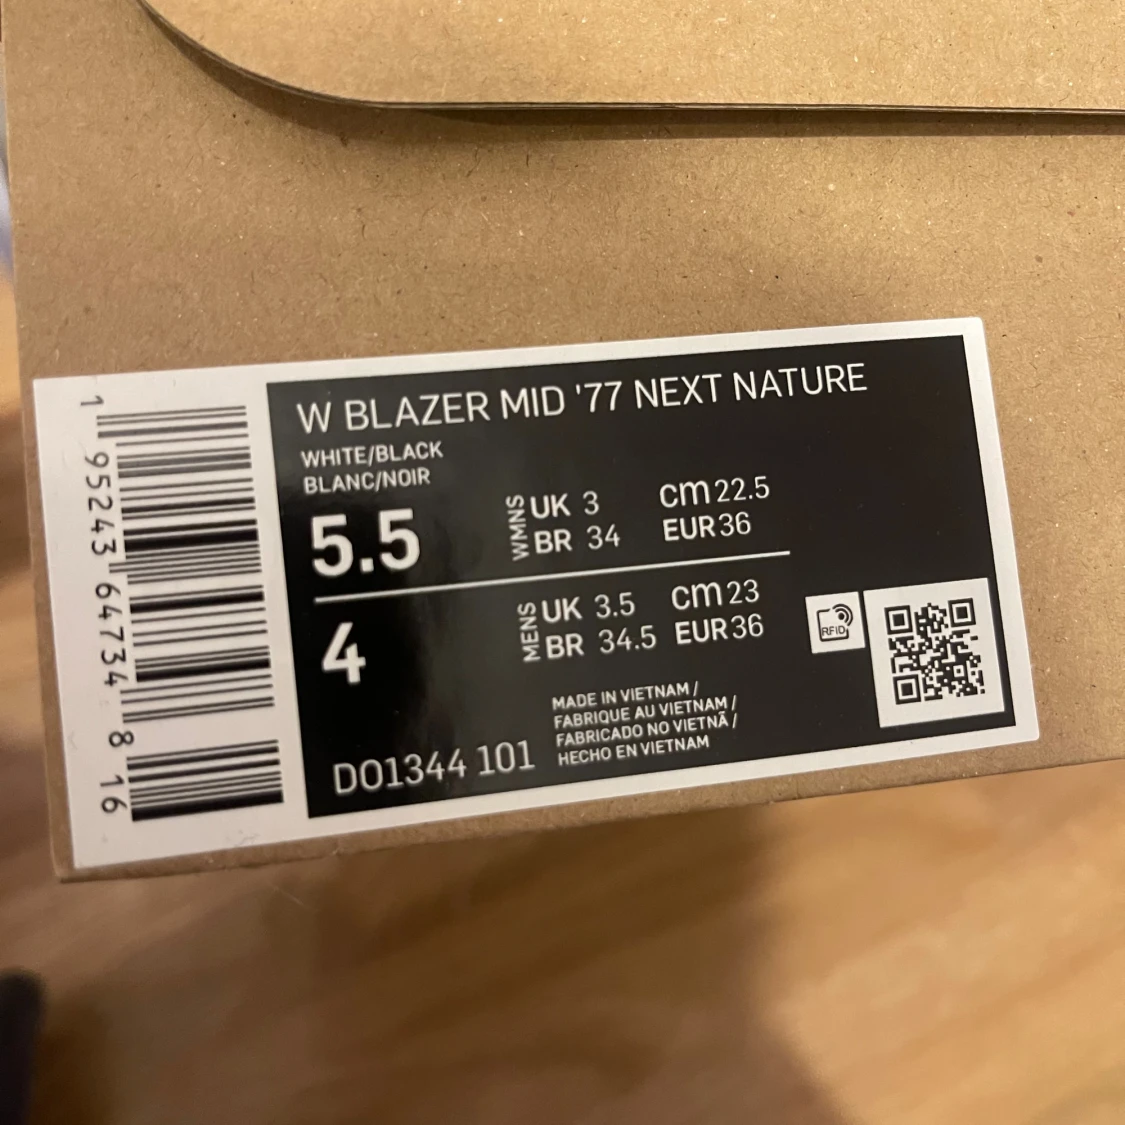 W BLAZER MID '77 NEXT NATURE
WHITE/BLACK
BLANC/NOIR
5.5
WMNS
UK 3
cm 22.5
BR 34
EUR 36
4
MENS
UK 3.5
cm 23
BR 34.5
EUR 36
RFID
MADE IN VIETNAM /
FABRIQUE AU VIETNAM /
FABRICADO NO VIETNÃ /
HECHO EN VIETNAM
DO1344 101
1 95243 64734 8 16